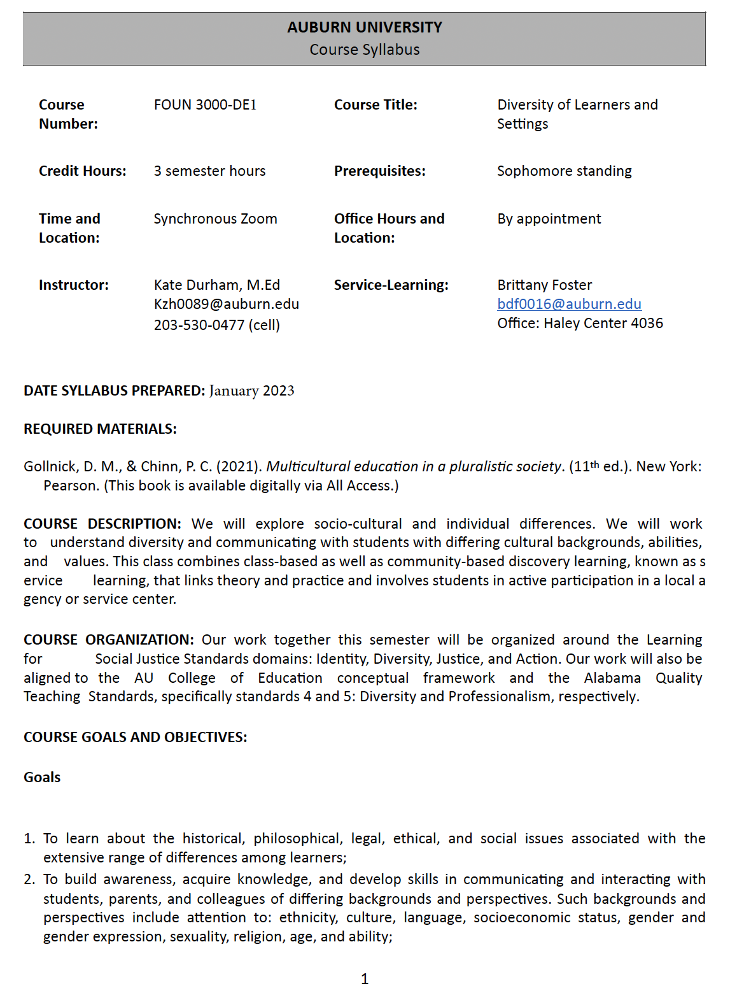 AUBURN UNIVERSITY
Course Syllabus
Course Number: FOUN 3000-DE1 Course Title: Diversity of Learners and Settings
Credit Hours: 3 semester hours Prerequisites: Sophomore standing
Time and Location: Synchronous Zoom Office Hours and Location: By appointment
Instructor: Kate Durham, M.Ed Kzh0089@auburn.edu 203-530-0477 (cell) Service-Learning: Brittany Foster bdf0016@auburn.edu Office: Haley Center 4036
DATE SYLLABUS PREPARED: January 2023
REQUIRED MATERIALS:
Gollnick, D. M., & Chinn, P. C. (2021). Multicultural education in a pluralistic society. (11th ed.). New York:
Pearson. (This book is available digitally via All Access.)
COURSE DESCRIPTION: We will explore socio-cultural and individual differences. We will work
to understand diversity and communicating with students with differing cultural backgrounds, abilities,
and values. This class combines class-based as well as community-based discovery learning, known as s
ervice learning, that links theory and practice and involves students in active participation in a local a
gency or service center.
COURSE ORGANIZATION: Our work together this semester will be organized around the Learning
for Social Justice Standards domains: Identity, Diversity, Justice, and Action. Our work will also be
aligned to the AU College of Education conceptual framework and the Alabama Quality
Teaching Standards, specifically standards 4 and 5: Diversity and Professionalism, respectively.
COURSE GOALS AND OBJECTIVES:
Goals
1. To learn about the historical, philosophical, legal, ethical, and social issues associated with the
extensive range of differences among learners;
2. To build awareness, acquire knowledge, and develop skills in communicating and interacting with
students, parents, and colleagues of differing backgrounds and perspectives. Such backgrounds and
perspectives include attention to: ethnicity, culture, language, socioeconomic status, gender and
gender expression, sexuality, religion, age, and ability;
1